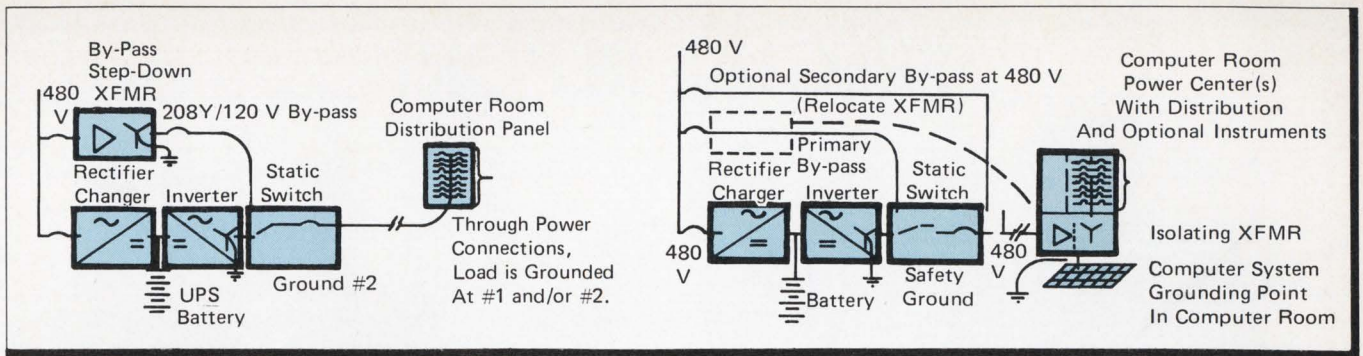 By-Pass
Step-Down
XFMR
480
V
208Y/120 V By-pass
Computer Room
Distribution Panel
Rectifier
Changer
Inverter
Static
Switch
UPS
Battery
Ground #2
Through Power
Connections,
Load is Grounded
At #1 and/or #2.
480 V
Optional Secondary By-pass at 480 V
(Relocate XFMR)
Primary
By-pass
Rectifier
Charger
Inverter
Static
Switch
480
V
Battery
Safety
Ground
480
V
Computer Room
Power Center(s)
With Distribution
And Optional Instruments
Isolating XFMR
Computer System
Grounding Point
In Computer Room